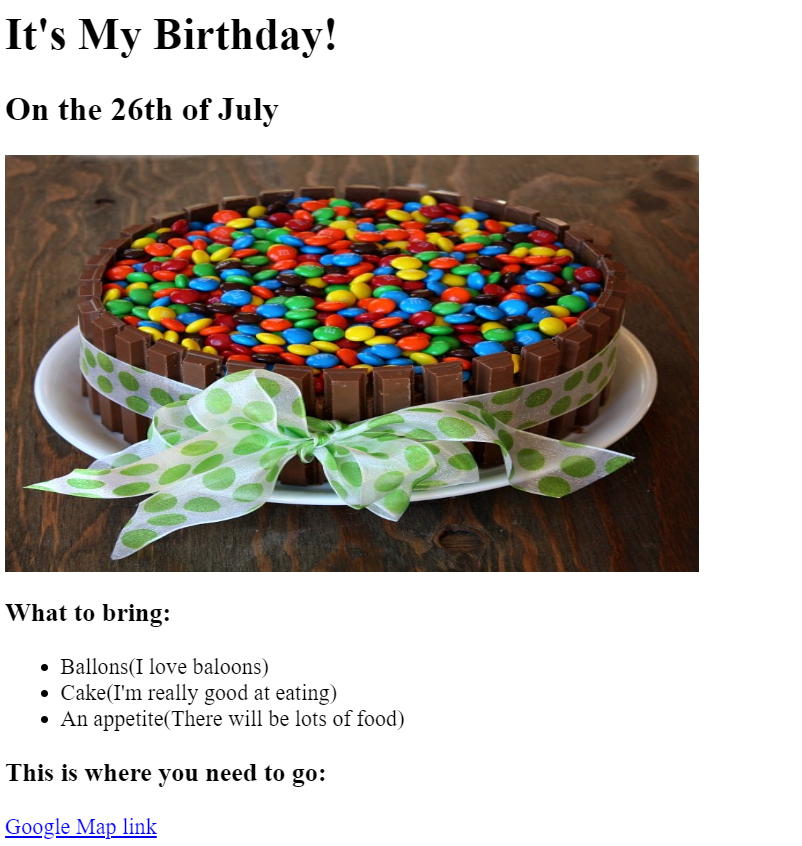 It's My Birthday!
On the 26th of July
What to bring:
Ballons(I love baloons)
Cake(I'm really good at eating)
An appetite(There will be lots of food)
This is where you need to go:
Google Map link